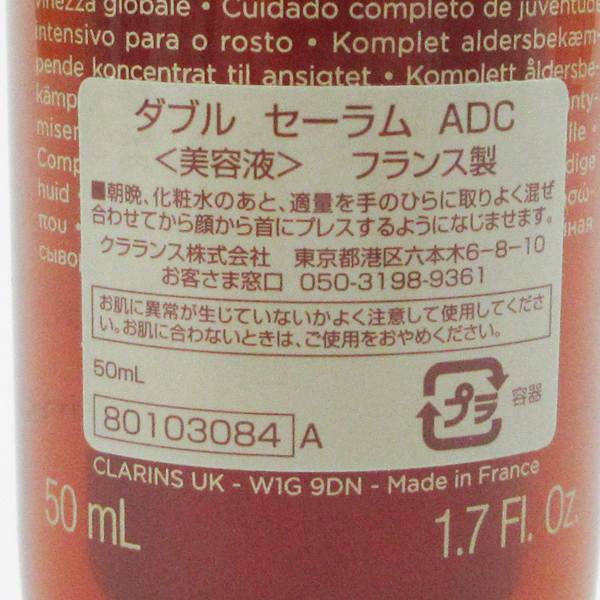 inezza globale • Cuidado completo de juventude
intensivo para o rosto • Komplet aldersbekæm-
pende koncentrat til ansigtet • Komplett åldersbe-
kämp
miser
Comp
huid •
που •
сыво
ダブル セーラム ADC
<美容液> フランス製
■朝晩、化粧水のあと、適量を手のひらに取りよく混ぜ
合わせてから顔から首にプレスするようになじませます。
クラランス株式会社 東京都港区六本木6-8-10
お客さま窓口 050-3198-9361
お肌に異常が生じていないかよく注意して使用してくださ
い。お肌に合わないときは、ご使用をおやめください。
50mL
プラ 容器
80103084 A
CLARINS UK - W1G 9DN - Made in France
50 mL 1.7 Fl. Oz.